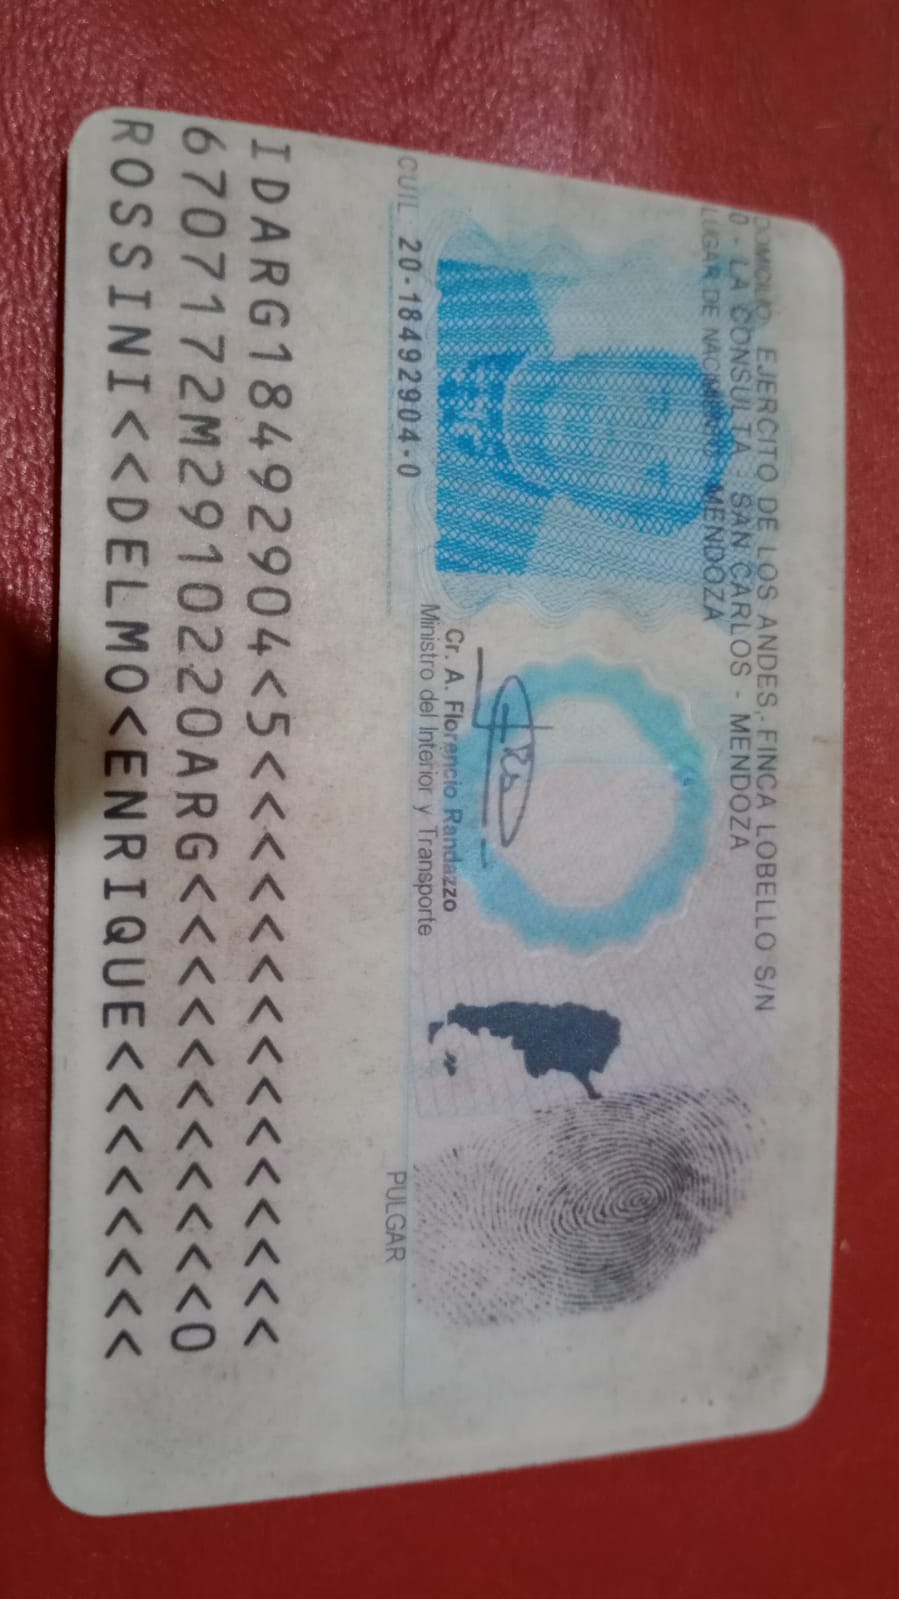 DOMICILIO: EJERCITO DE LOS ANDES, FINCA LOBELLO S/N
0 - LA CONSULTA - SAN CARLOS - MENDOZA
LUGAR DE NACIMIENTO: MENDOZA
Cr. A. Florencio Randazzo
Ministro del Interior y Transporte
CUIL: 20-18492904-0
PULGAR
IDARG18492904<5<<<<<<<<<<<<<<<
6707172M2910220ARG<<<<<<<<<<<0
ROSSINI<<DELMO<ENRIQUE<<<<<<<<